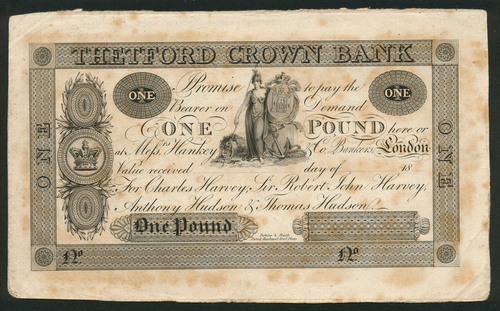 THETFORD CROWN BANK
I Promise to pay the
ONE
ONE
Bearer on Demand
ONE POUND here or
at Mess.rs Hankey & Co. Bankers, London
Value received day of 18
For Charles Harvey, Sir Robert John Harvey,
Anthony Hudson & Thomas Hudson
One Pound
No
No
ONE
ONE